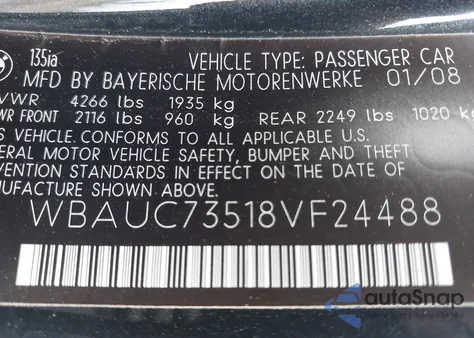 135ia
VEHICLE TYPE: PASSENGER CAR
MFD BY BAYERISCHE MOTORENWERKE 01/08
VWR 4266 lbs 1935 kg
WR FRONT 2116 lbs 960 kg REAR 2249 lbs 1020 kg
S VEHICLE.CONFORMS TO ALL APPLICABLE U.S.
ERAL MOTOR VEHICLE SAFETY, BUMPER AND THEFT
VENTION STANDARDS IN EFFECT ON THE DATE OF
NUFACTURE SHOWN ABOVE.
WBAUC73518VF24488
autoSnap